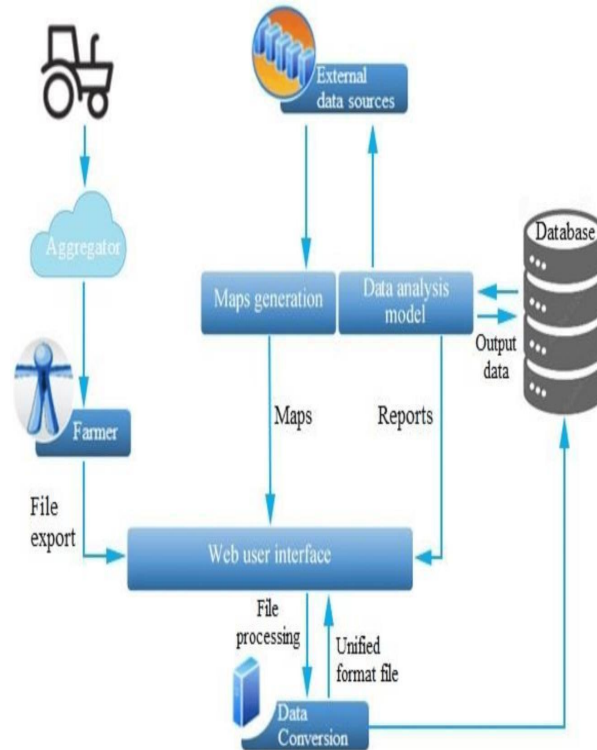 External
data sources
Aggregator
Database
Maps generation
Data analysis
model
Output
data
Farmer
Maps
Reports
File
export
Web user interface
File
processing
Unified
format file
Data
Conversion